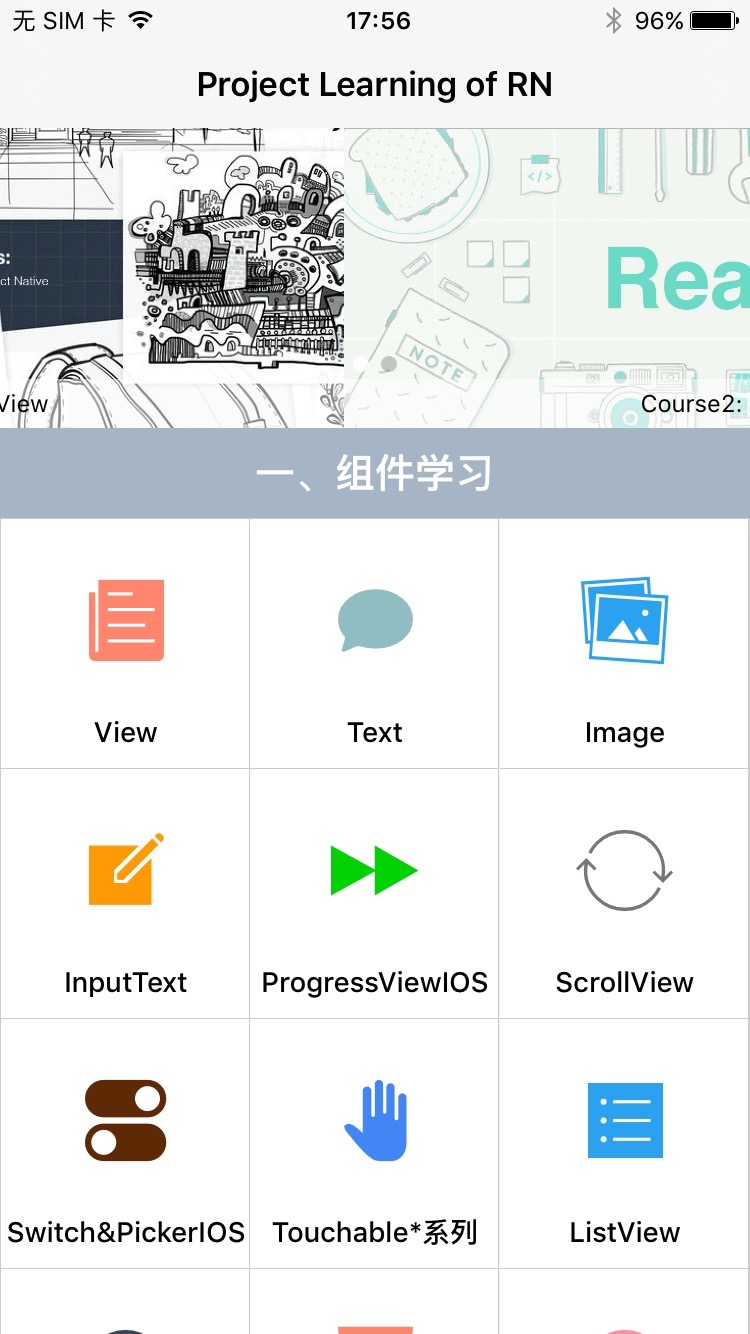 无 SIM 卡
17:56
96%
Project Learning of RN
s:
ct Native
</>
NOTE
Rea
View
Course2:
一、组件学习
View
Text
Image
InputText
ProgressViewIOS
ScrollView
Switch&PickerIOS
Touchable*系列
ListView